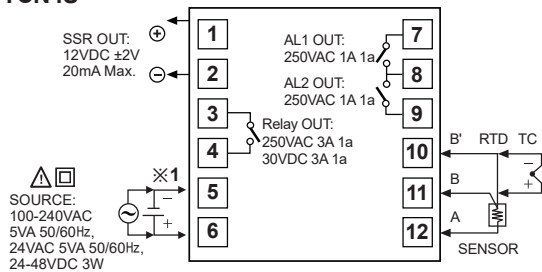 SSR OUT:
12VDC ±2V
20mA Max.
+
−
1
2
3
4
5
6
Relay OUT:
250VAC 3A 1a
30VDC 3A 1a
AL1 OUT:
250VAC 1A 1a
AL2 OUT:
250VAC 1A 1a
7
8
9
10
11
12
※1
−
+
SOURCE:
100-240VAC
5VA 50/60Hz,
24VAC 5VA 50/60Hz,
24-48VDC 3W
B' RTD TC
−
+
B
A
SENSOR